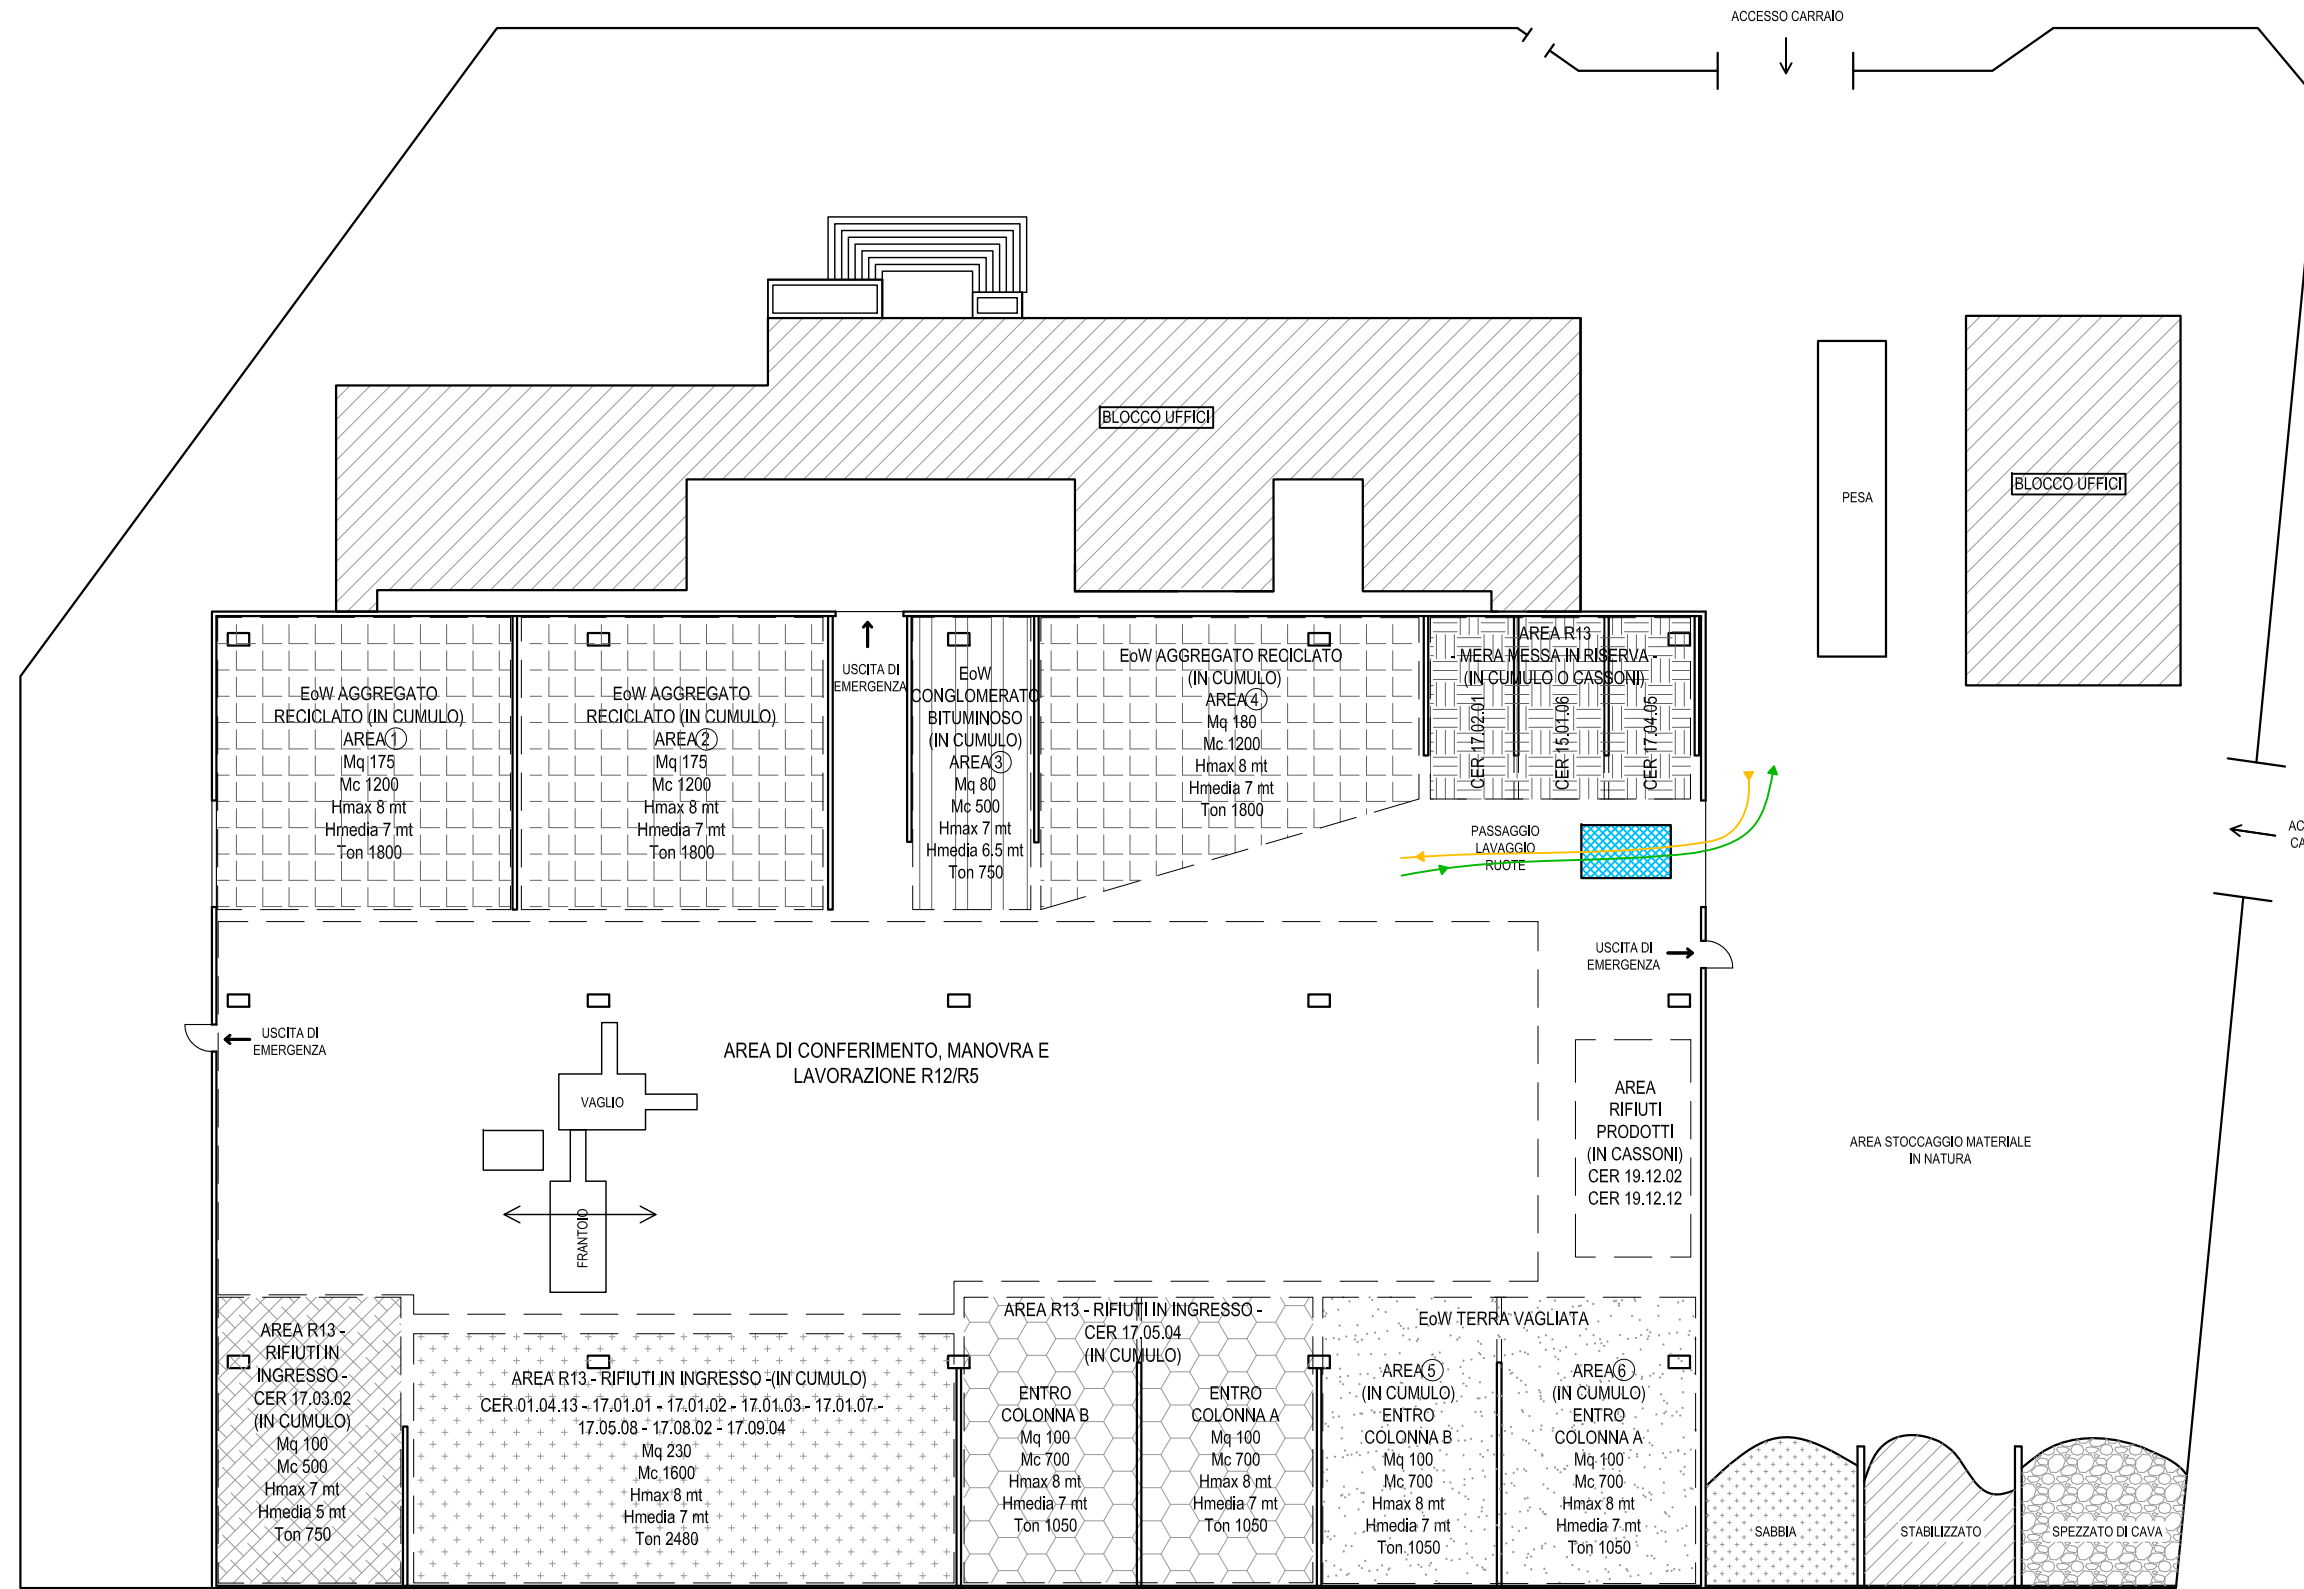 ACCESSO CARRAIO
BLOCCO UFFICI
PESA
BLOCCO UFFICI
EoW AGGREGATO
RECICLATO (IN CUMULO)
AREA 1
Mq 175
Mc 1200
Hmax 8 mt
Hmedia 7 mt
Ton 1800
EoW AGGREGATO
RECICLATO (IN CUMULO)
AREA 2
Mq 175
Mc 1200
Hmax 8 mt
Hmedia 7 mt
Ton 1800
USCITA DI
EMERGENZA
EoW
CONGLOMERATO
BITUMINOSO
(IN CUMULO)
AREA 3
Mq 80
Mc 500
Hmax 7 mt
Hmedia 6.5 mt
Ton 750
EoW AGGREGATO RECICLATO
(IN CUMULO)
AREA 4
Mq 180
Mc 1200
Hmax 8 mt
Hmedia 7 mt
Ton 1800
AREA R13
- MERA MESSA IN RISERVA -
(IN CUMULO O CASSONI)
CER 17.02.01
CER 15.01.06
CER 17.04.05
PASSAGGIO
LAVAGGIO
RUOTE
USCITA DI
EMERGENZA
USCITA DI
EMERGENZA
AREA DI CONFERIMENTO, MANOVRA E
LAVORAZIONE R12/R5
VAGLIO
FRANTOIO
AREA
RIFIUTI
PRODOTTI
(IN CASSONI)
CER 19.12.02
CER 19.12.12
AREA STOCCAGGIO MATERIALE
IN NATURA
AREA R13 -
RIFIUTI IN
INGRESSO -
CER 17.03.02
(IN CUMULO)
Mq 100
Mc 500
Hmax 7 mt
Hmedia 5 mt
Ton 750
AREA R13 - RIFIUTI IN INGRESSO -(IN CUMULO)
CER 01.04.13 - 17.01.01 - 17.01.02 - 17.01.03 - 17.01.07 -
17.05.08 - 17.08.02 - 17.09.04
Mq 230
Mc 1600
Hmax 8 mt
Hmedia 7 mt
Ton 2480
AREA R13 - RIFIUTI IN INGRESSO -
CER 17.05.04
(IN CUMULO)
ENTRO
COLONNA B
Mq 100
Mc 700
Hmax 8 mt
Hmedia 7 mt
Ton 1050
ENTRO
COLONNA A
Mq 100
Mc 700
Hmax 8 mt
Hmedia 7 mt
Ton 1050
EoW TERRA VAGLIATA
AREA 5
(IN CUMULO)
ENTRO
COLONNA B
Mq 100
Mc 700
Hmax 8 mt
Hmedia 7 mt
Ton 1050
AREA 6
(IN CUMULO)
ENTRO
COLONNA A
Mq 100
Mc 700
Hmax 8 mt
Hmedia 7 mt
Ton 1050
SABBIA
STABILIZZATO
SPEZZATO DI CAVA